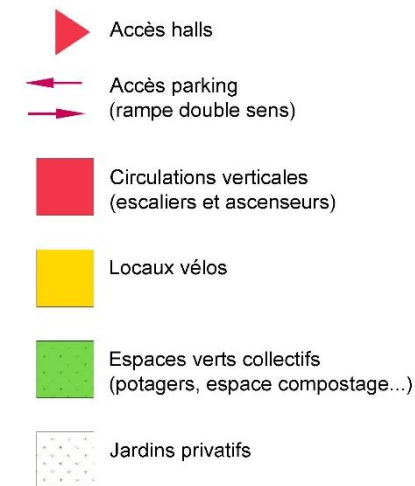 Accès halls
Accès parking
(rampe double sens)
Circulations verticales
(escaliers et ascenseurs)
Locaux vélos
Espaces verts collectifs
(potagers, espace compostage...)
Jardins privatifs